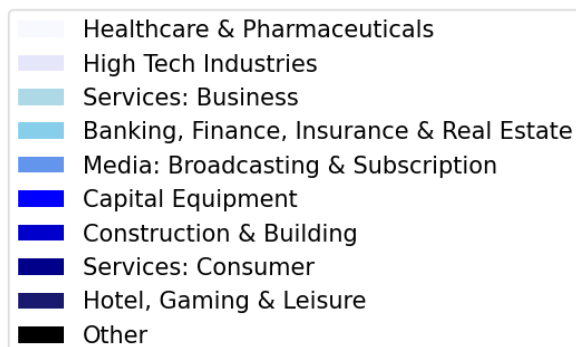 Healthcare & Pharmaceuticals
High Tech Industries
Services: Business
Banking, Finance, Insurance & Real Estate
Media: Broadcasting & Subscription
Capital Equipment
Construction & Building
Services: Consumer
Hotel, Gaming & Leisure
Other